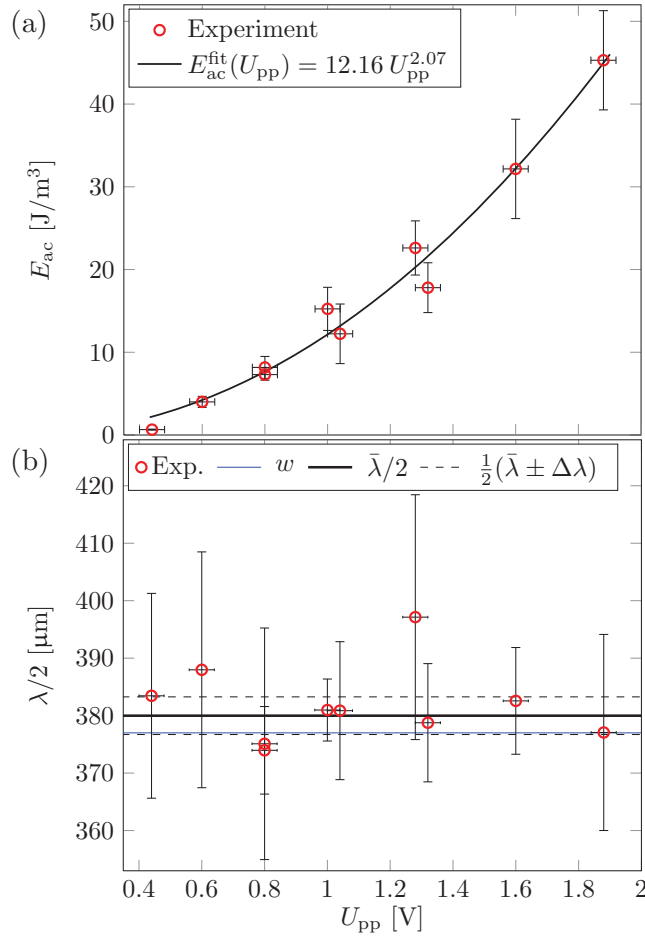 (a)
Experiment
E_ac^fit(U_pp) = 12.16 U_pp^2.07
50
40
30
20
10
0
E_ac [J/m³]
(b)
Exp. w λ̄/2 ½(λ̄ ± Δλ)
420
410
400
390
380
370
360
λ/2 [µm]
0.4 0.6 0.8 1 1.2 1.4 1.6 1.8 2
U_pp [V]